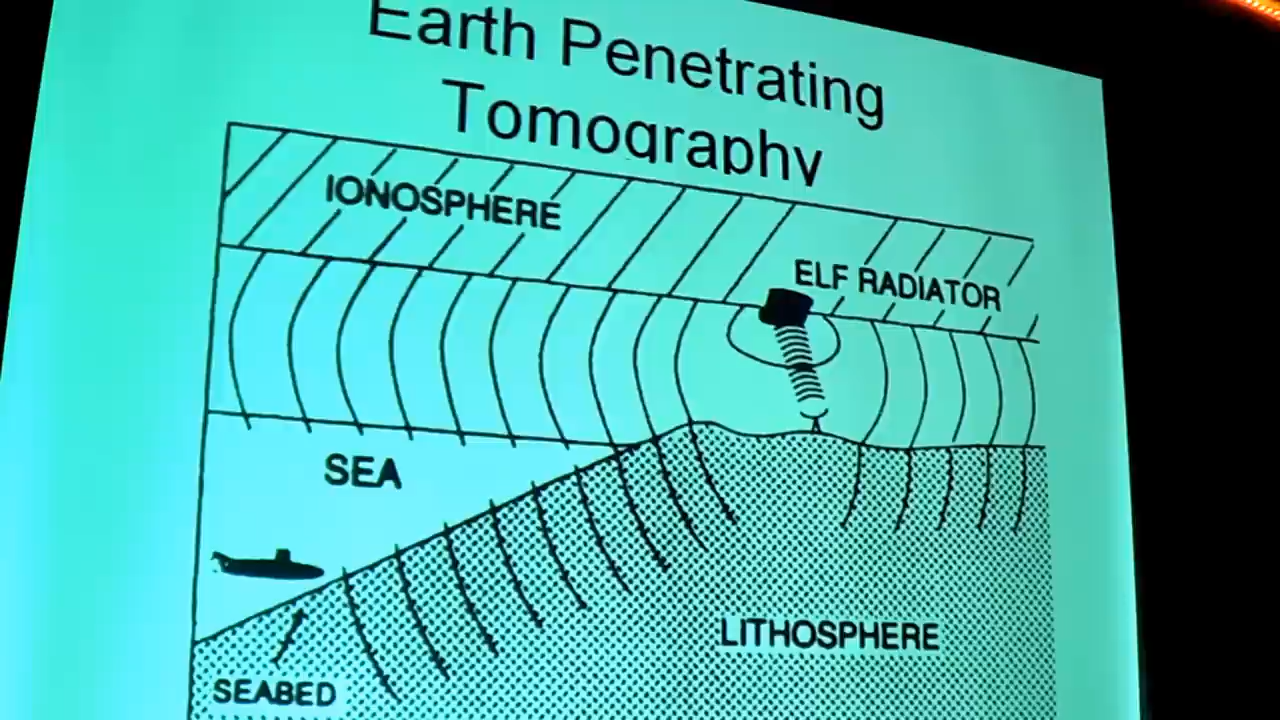 Earth Penetrating
Tomography
IONOSPHERE
ELF RADIATOR
SEA
LITHOSPHERE
SEABED